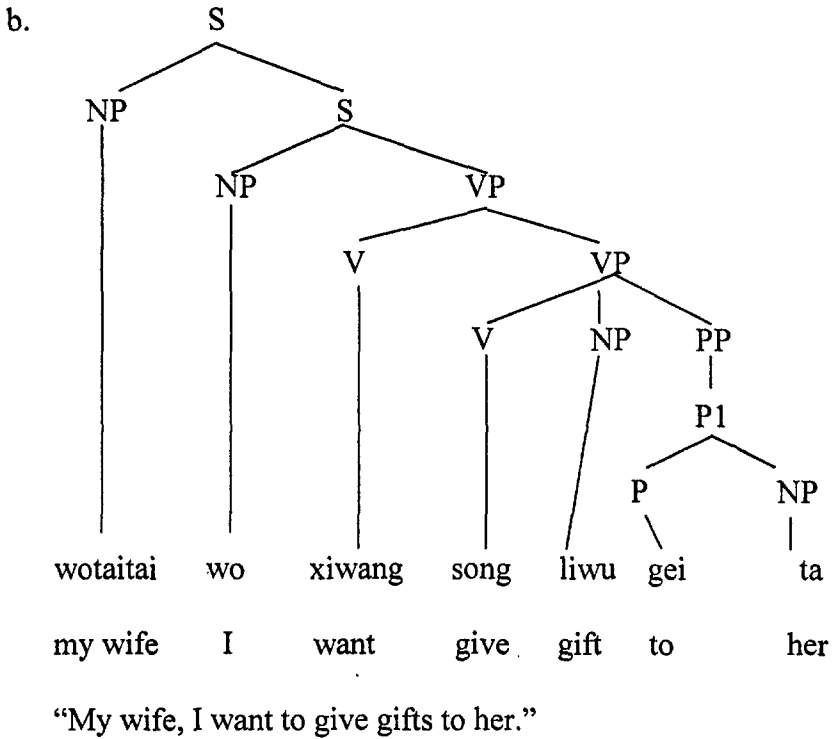 b.
S
NP S
NP VP
V VP
V NP PP
P1
P NP
wotaitai wo xiwang song liwu gei ta
my wife I want give gift to her
“My wife, I want to give gifts to her.”